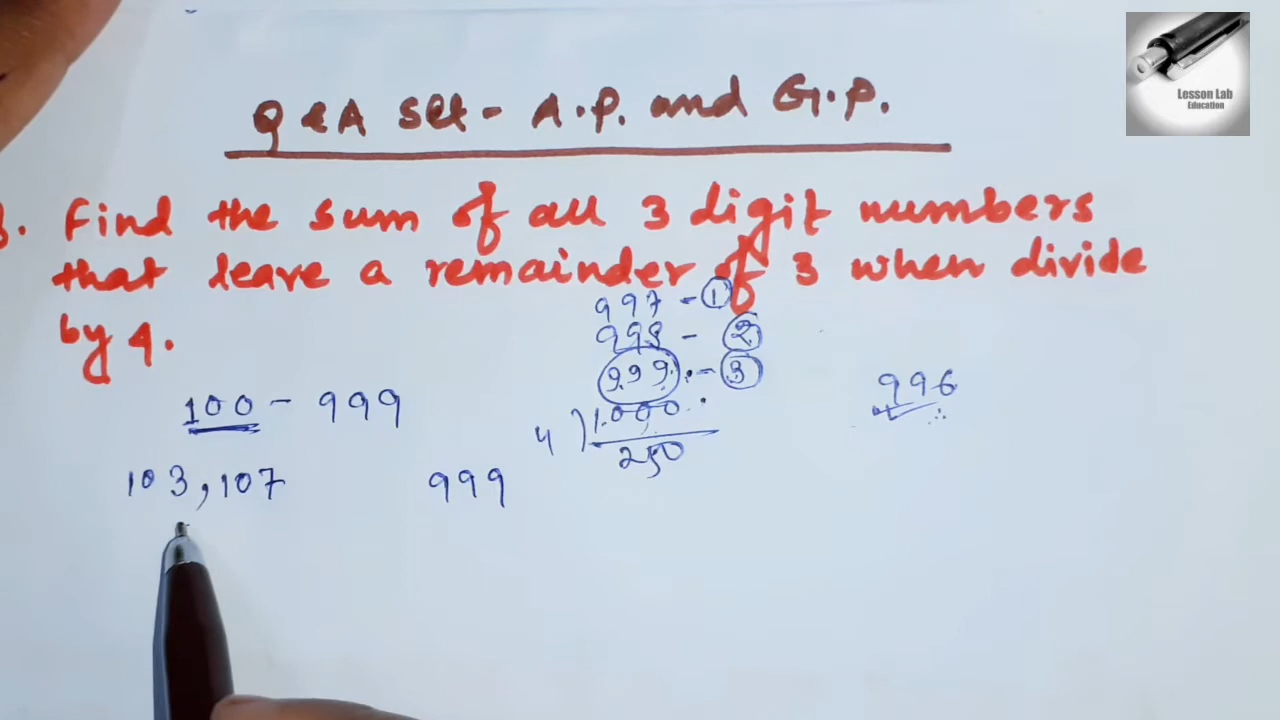 Lesson Lab
Education
Q & A Set - A.P. and G.P.
3. Find the sum of all 3 digit numbers
that leave a remainder of 3 when divide
by 4.
997 - 1
998 - 2
999 - 3
996
100 - 999
4 ) 1000
250
103, 107 999